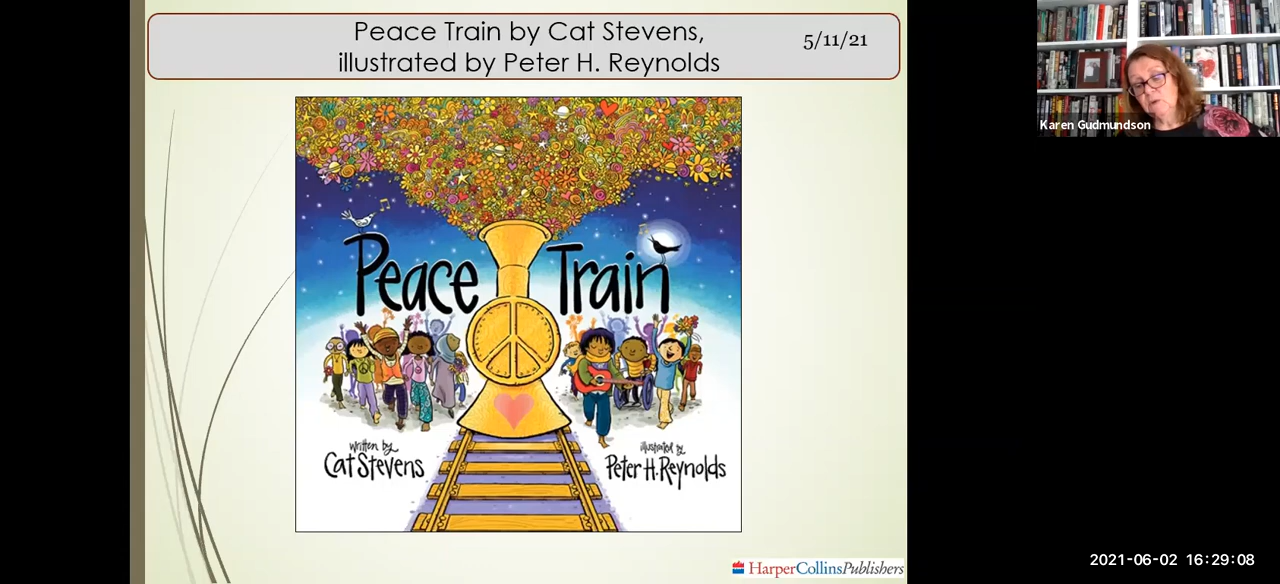 Peace Train by Cat Stevens,
illustrated by Peter H. Reynolds
5/11/21
Karen Gudmundson
Peace Train
written by
Cat Stevens
illustrated by
Peter H. Reynolds
HarperCollinsPublishers
2021-06-02 16:29:08